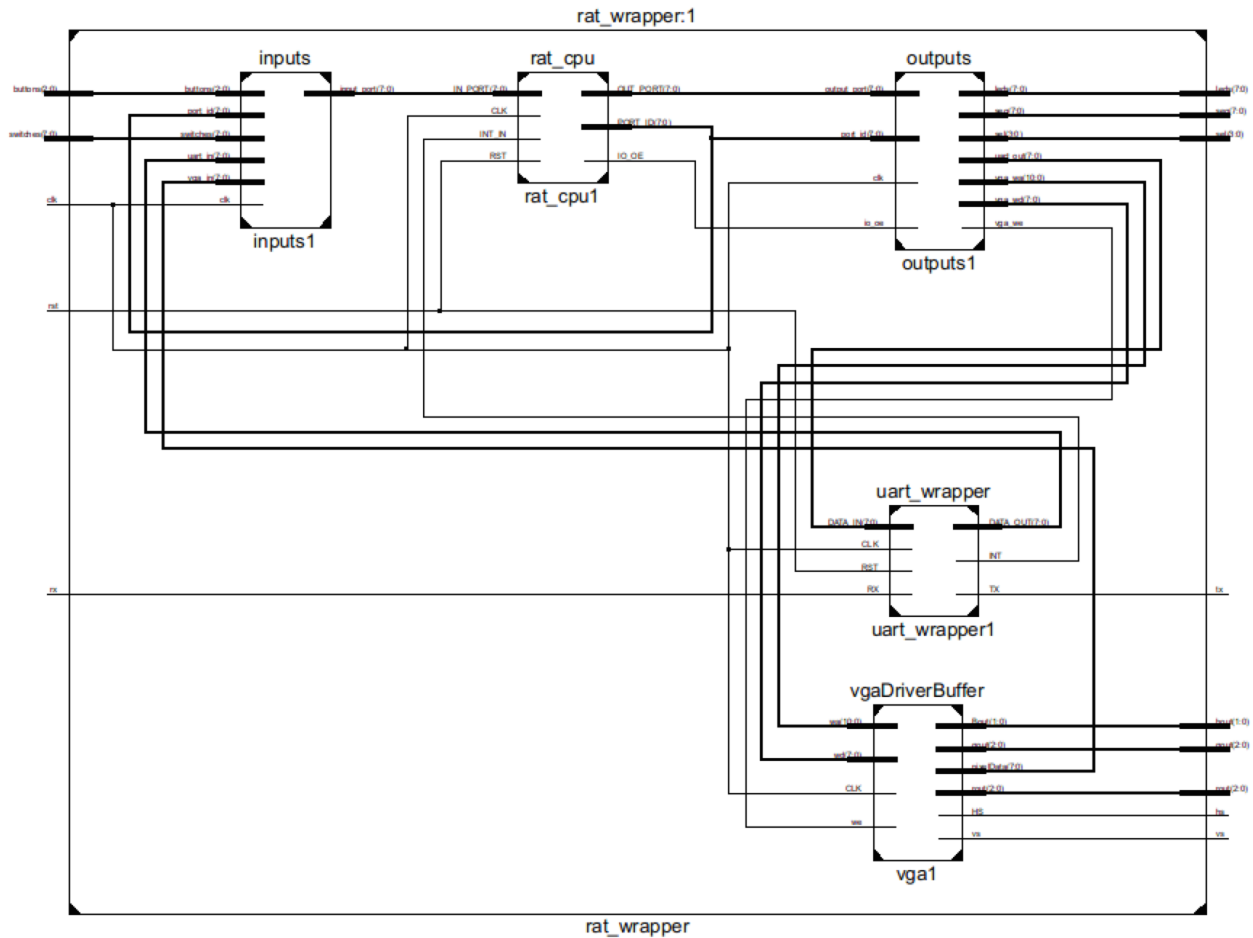 rat_wrapper:1
inputs
rat_cpu
outputs
buttons(2:0)
buttons(2:0)
input_port(7:0)
IN_PORT(7:0)
OUT_PORT(7:0)
output_port(7:0)
leds(7:0)
leds(7:0)
port_id(7:0)
CLK
seg(7:0)
seg(7:0)
PORT_ID(7:0)
switches(7:0)
switches(7:0)
INT_IN
port_id(7:0)
sel(3:0)
sel(3:0)
uart_in(7:0)
RST
IO_OE
uart_out(7:0)
vga_in(7:0)
clk
vga_wa(10:0)
clk
clk
rat_cpu1
vga_wd(7:0)
io_oe
vga_we
inputs1
outputs1
rst
uart_wrapper
DATA_IN(7:0)
DATA_OUT(7:0)
CLK
INT
RST
rx
RX
TX
tx
uart_wrapper1
vgaDriverBuffer
wa(10:0)
Bout(1:0)
bout(1:0)
gout(2:0)
gout(2:0)
wd(7:0)
pixelData(7:0)
CLK
rout(2:0)
rout(2:0)
HS
hs
we
vs
vs
vga1
rat_wrapper